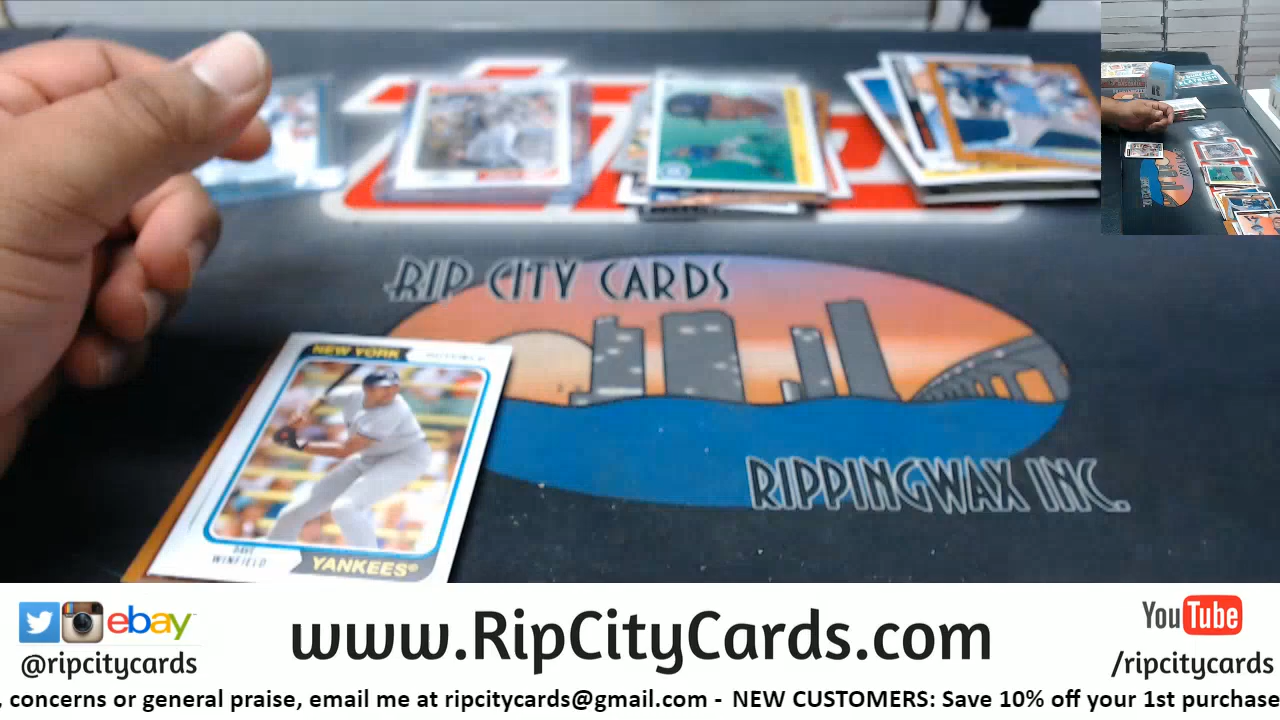 RIP CITY CARDS
NEW YORK
DAVE
WINFIELD
YANKEES®
RIPPINGWAX INC.
ebay™
@ripcitycards
www.RipCityCards.com
YouTube
/ripcitycards
, concerns or general praise, email me at ripcitycards@gmail.com - NEW CUSTOMERS: Save 10% off your 1st purchase